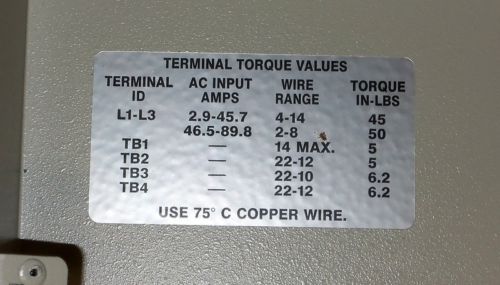 TERMINAL TORQUE VALUES
TERMINAL AC INPUT WIRE TORQUE
ID AMPS RANGE IN-LBS
L1-L3 2.9-45.7 4-14 45
46.5-89.8 2-8 50
TB1 — 14 MAX. 5
TB2 — 22-12 5
TB3 — 22-10 6.2
TB4 — 22-12 6.2
USE 75° C COPPER WIRE.